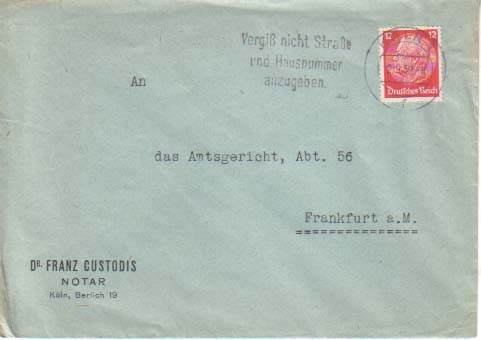 Vergiß nicht Straße
und Hausnummer
anzugeben.
12 12
Deutsches Reich
An
das Amtsgericht, Abt. 56
Frankfurt a.M.
DR. FRANZ CUSTODIS
NOTAR
Köln, Berlich 19